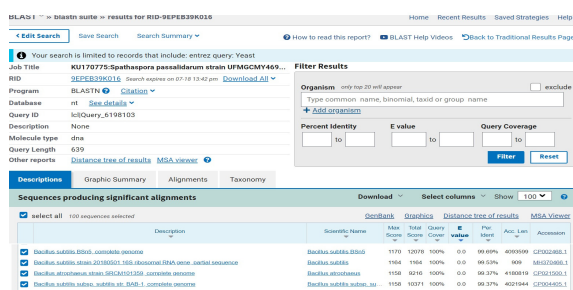 BLAST ® » blastn suite » results for RID-9EPEB39K016 Home Recent Results Saved Strategies Help
< Edit Search Save Search Search Summary How to read this report? BLAST Help Videos Back to Traditional Results Page
Your search is limited to records that include: entrez query: Yeast
Job Title KU170775:Spathaspora passalidarum strain UFMGCMY469... Filter Results
RID 9EPEB39K016 Search expires on 07-18 13:42 pm Download All
Program BLASTN Citation
Organism only top 20 will appear exclude
Database nt See details
Type common name, binomial, taxid or group name
Query ID lcl|Query_6198103
+ Add organism
Description None
Molecule type dna
Percent Identity E value Query Coverage
Query Length 639
to to to
Other reports Distance tree of results MSA viewer
Filter Reset
Descriptions Graphic Summary Alignments Taxonomy
Sequences producing significant alignments Download Select columns Show 100
select all 100 sequences selected GenBank Graphics Distance tree of results MSA Viewer
Description Scientific Name Max Score Total Score Query Cover E value Per. Ident Acc. Len Accession
Bacillus subtilis BSn5, complete genome Bacillus subtilis BSn5 1170 12078 100% 0.0 99.69% 4093599 CP002468.1
Bacillus subtilis strain 20180501 16S ribosomal RNA gene, partial sequence Bacillus subtilis 1164 1164 100% 0.0 99.53% 909 MH370466.1
Bacillus atrophaeus strain SRCM101359, complete genome Bacillus atrophaeus 1158 9216 100% 0.0 99.37% 4180819 CP021500.1
Bacillus subtilis subsp. subtilis str. BAB-1, complete genome Bacillus subtilis subsp. su... 1158 10371 100% 0.0 99.37% 4021944 CP004405.1